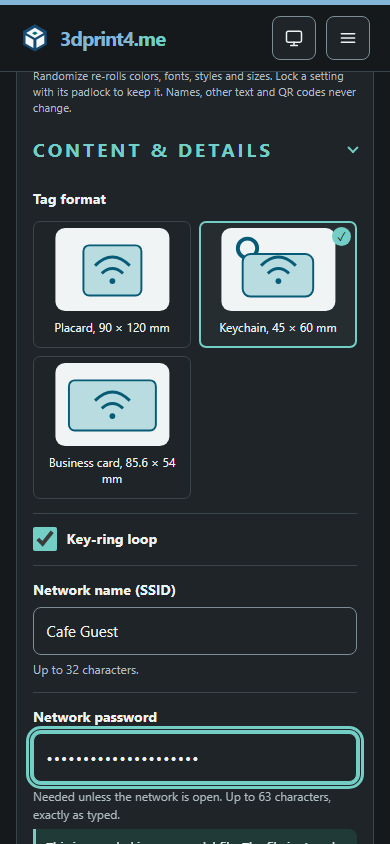 3dprint4.me
Randomize re-rolls colors, fonts, styles and sizes. Lock a setting
with its padlock to keep it. Names, other text and QR codes never
change.
CONTENT & DETAILS
Tag format
Placard, 90 × 120 mm
Keychain, 45 × 60 mm
Business card, 85.6 × 54
mm
Key-ring loop
Network name (SSID)
Cafe Guest
Up to 32 characters.
Network password
•••••••••••••••••••••
Needed unless the network is open. Up to 63 characters,
exactly as typed.